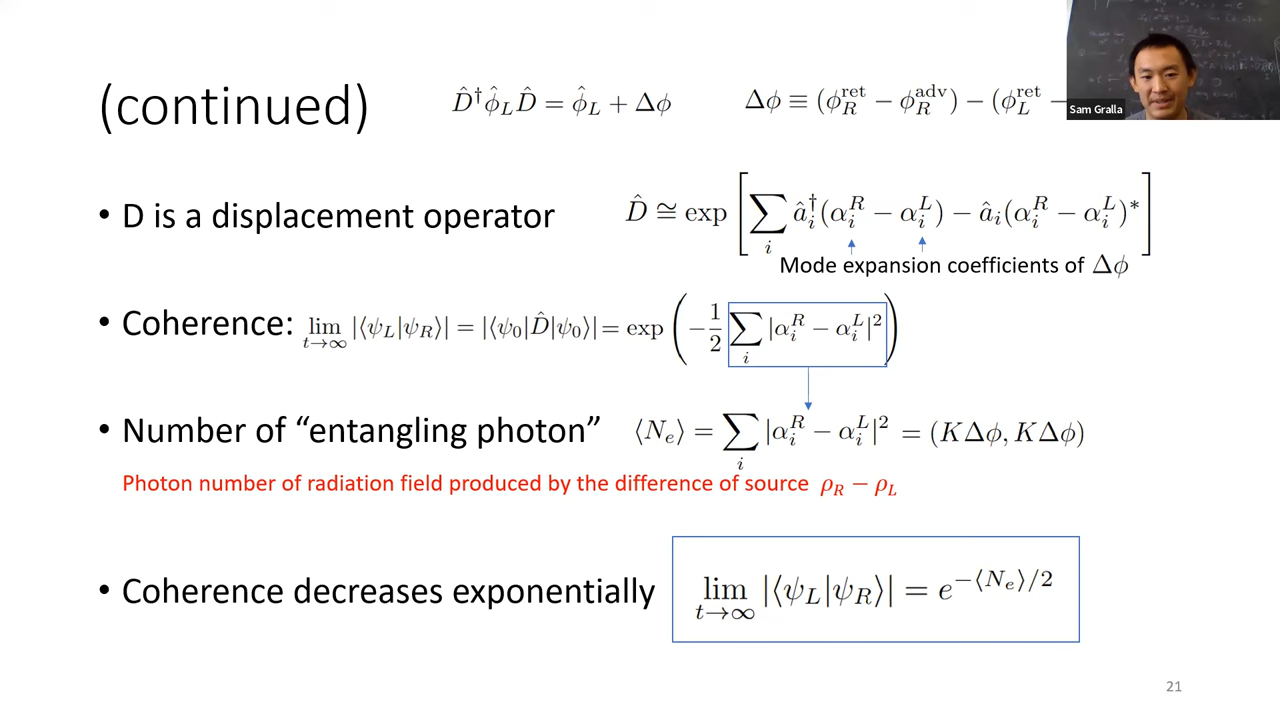 (continued)
D̂†ϕ̂_L D̂ = ϕ̂_L + Δϕ
Δϕ ≡ (ϕ_R^ret − ϕ_R^adv) − (ϕ_L^ret −
Sam Gralla
• D is a displacement operator
D̂ ≅ exp [ ∑_i â_i†(α_i^R − α_i^L) − â_i(α_i^R − α_i^L)* ]
Mode expansion coefficients of Δϕ
• Coherence: lim_{t→∞} |⟨ψ_L|ψ_R⟩| = |⟨ψ_0|D̂|ψ_0⟩| = exp ( −1/2 ∑_i |α_i^R − α_i^L|² )
• Number of “entangling photon” ⟨N_e⟩ = ∑_i |α_i^R − α_i^L|² = (KΔϕ, KΔϕ)
Photon number of radiation field produced by the difference of source ρ_R − ρ_L
• Coherence decreases exponentially lim_{t→∞} |⟨ψ_L|ψ_R⟩| = e^{−⟨N_e⟩/2}
21